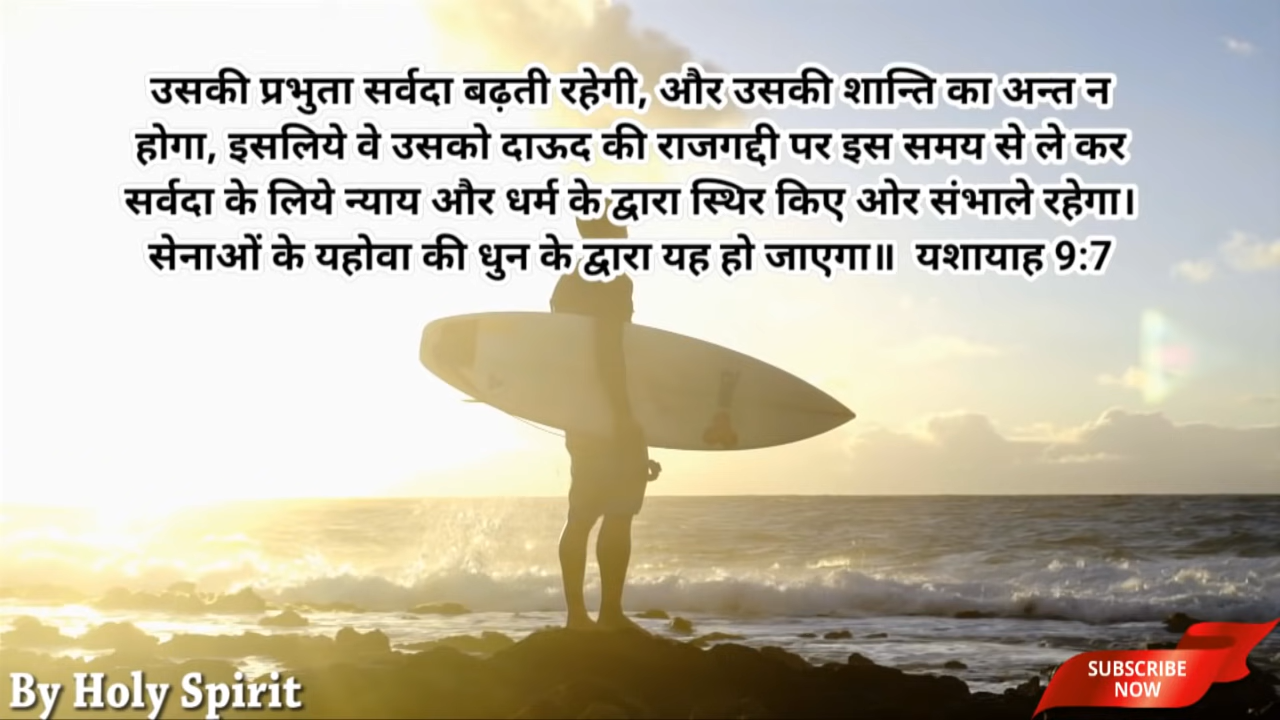 उसकी प्रभुता सर्वदा बढ़ती रहेगी, और उसकी शान्ति का अन्त न
होगा, इसलिये वे उसको दाऊद की राजगद्दी पर इस समय से ले कर
सर्वदा के लिये न्याय और धर्म के द्वारा स्थिर किए ओर संभाले रहेगा।
सेनाओं के यहोवा की धुन के द्वारा यह हो जाएगा॥ यशायाह 9:7
By Holy Spirit
SUBSCRIBE
NOW